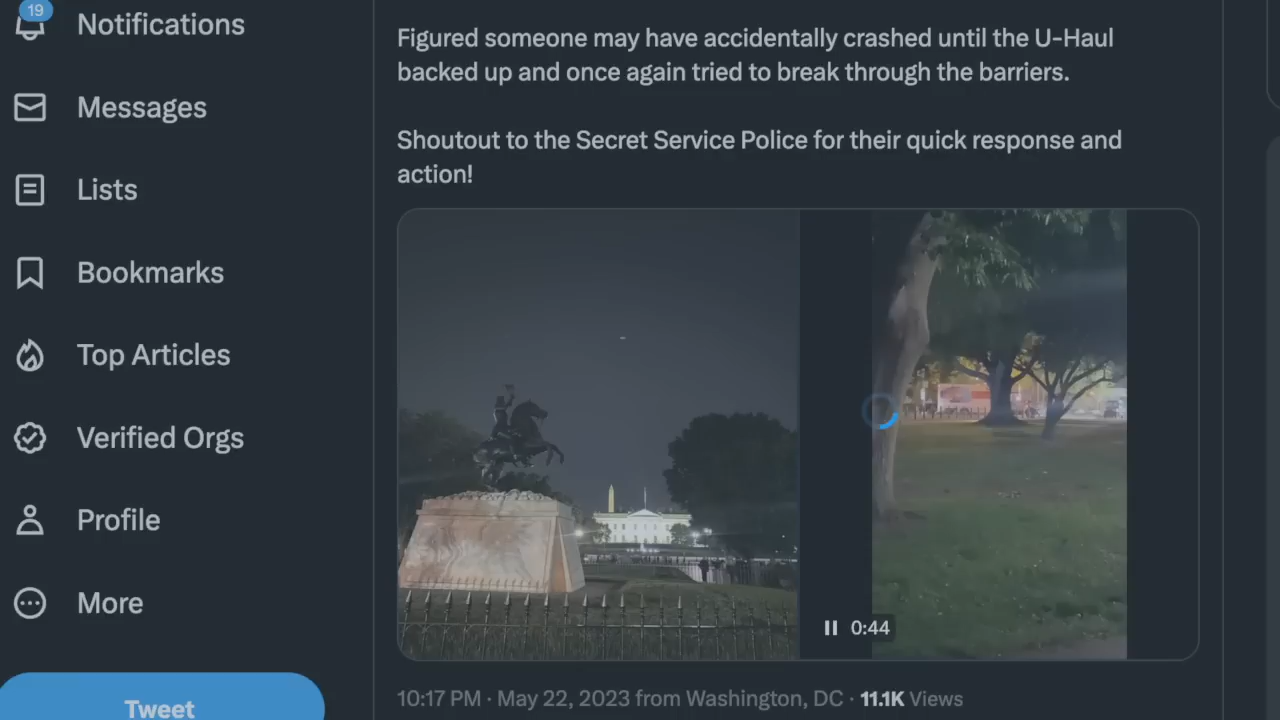 19
Notifications
Messages
Lists
Bookmarks
Top Articles
Verified Orgs
Profile
More
Tweet
Figured someone may have accidentally crashed until the U-Haul
backed up and once again tried to break through the barriers.
Shoutout to the Secret Service Police for their quick response and
action!
0:44
10:17 PM · May 22, 2023 from Washington, DC · 11.1K Views